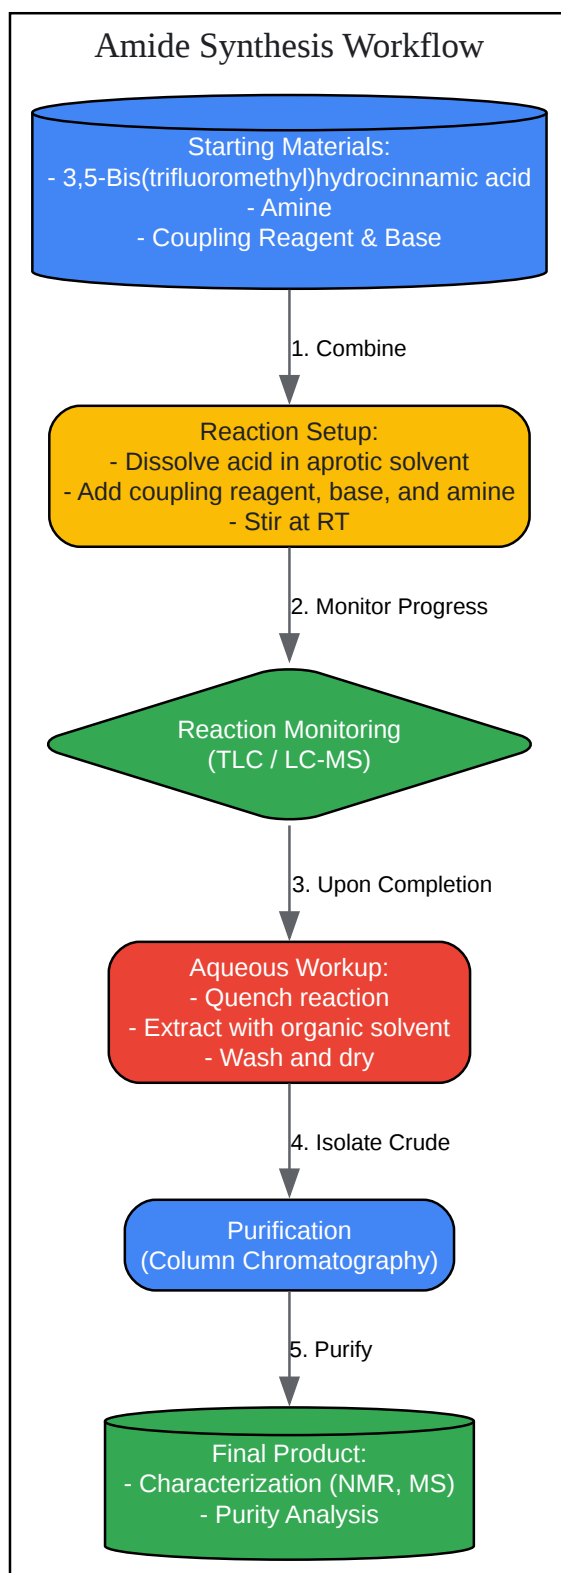 Amide Synthesis Workflow
Starting Materials:
- 3,5-Bis(trifluoromethyl)hydrocinnamic acid
- Amine
- Coupling Reagent & Base
1. Combine
Reaction Setup:
- Dissolve acid in aprotic solvent
- Add coupling reagent, base, and amine
- Stir at RT
2. Monitor Progress
Reaction Monitoring
(TLC / LC-MS)
3. Upon Completion
Aqueous Workup:
- Quench reaction
- Extract with organic solvent
- Wash and dry
4. Isolate Crude
Purification
(Column Chromatography)
5. Purify
Final Product:
- Characterization (NMR, MS)
- Purity Analysis